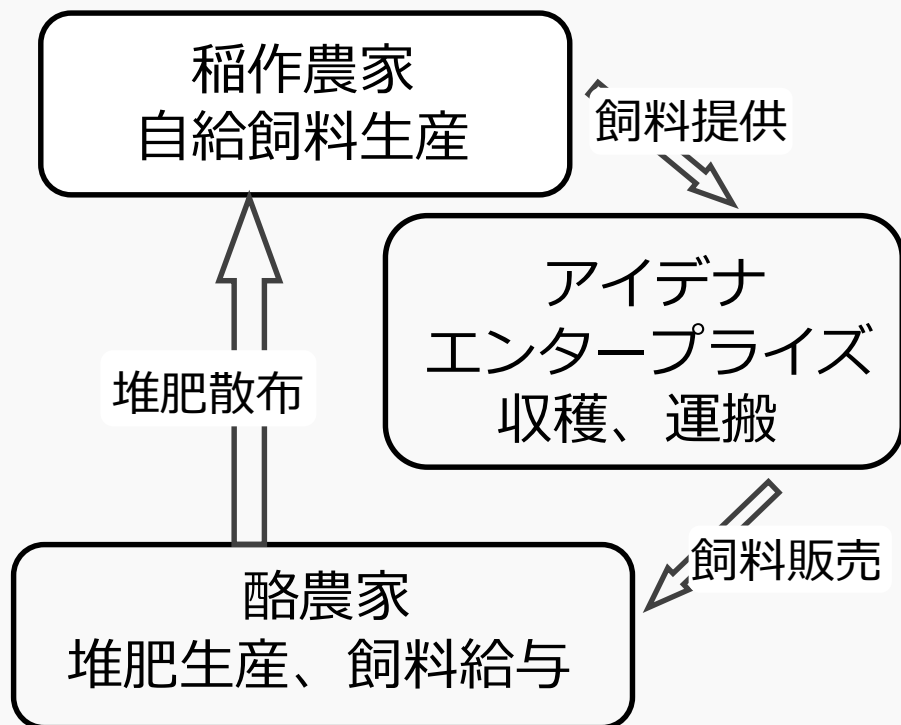 稲作農家
自給飼料生産
飼料提供
アイデナ
エンタープライズ
収穫、運搬
堆肥散布
飼料販売
酪農家
堆肥生産、飼料給与